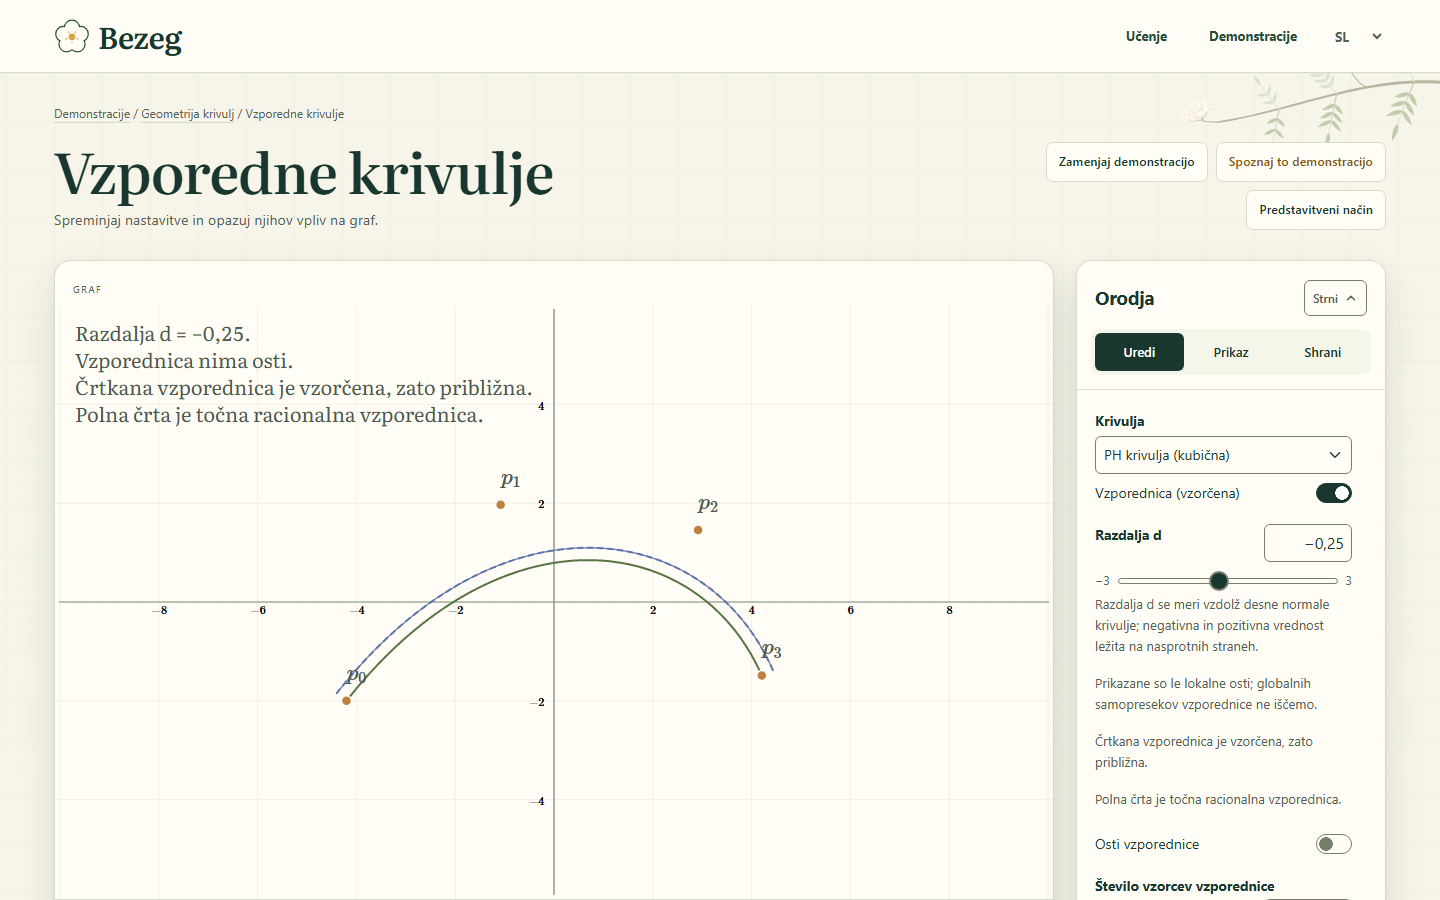 Bezeg
Učenje
Demonstracije
SL
Demonstracije / Geometrija krivulj / Vzporedne krivulje
Vzporedne krivulje
Spreminjaj nastavitve in opazuj njihov vpliv na graf.
Zamenjaj demonstracijo
Spoznaj to demonstracijo
Predstavitveni način
GRAF
Razdalja d = −0,25.
Vzporednica nima osti.
Črtkana vzporednica je vzorčena, zato približna.
Polna črta je točna racionalna vzporednica.
4
p1
p2
2
−8
−6
−4
−2
2
4
6
8
p0
p3
−2
−4
Orodja
Strni
Uredi
Prikaz
Shrani
Krivulja
PH krivulja (kubična)
Vzporednica (vzorčena)
Razdalja d
−0,25
−3
3
Razdalja d se meri vzdolž desne normale
krivulje; negativna in pozitivna vrednost
ležita na nasprotnih straneh.
Prikazane so le lokalne osti; globalnih
samopresekov vzporednice ne iščemo.
Črtkana vzporednica je vzorčena, zato
približna.
Polna črta je točna racionalna vzporednica.
Osti vzporednice
Število vzorcev vzporednice